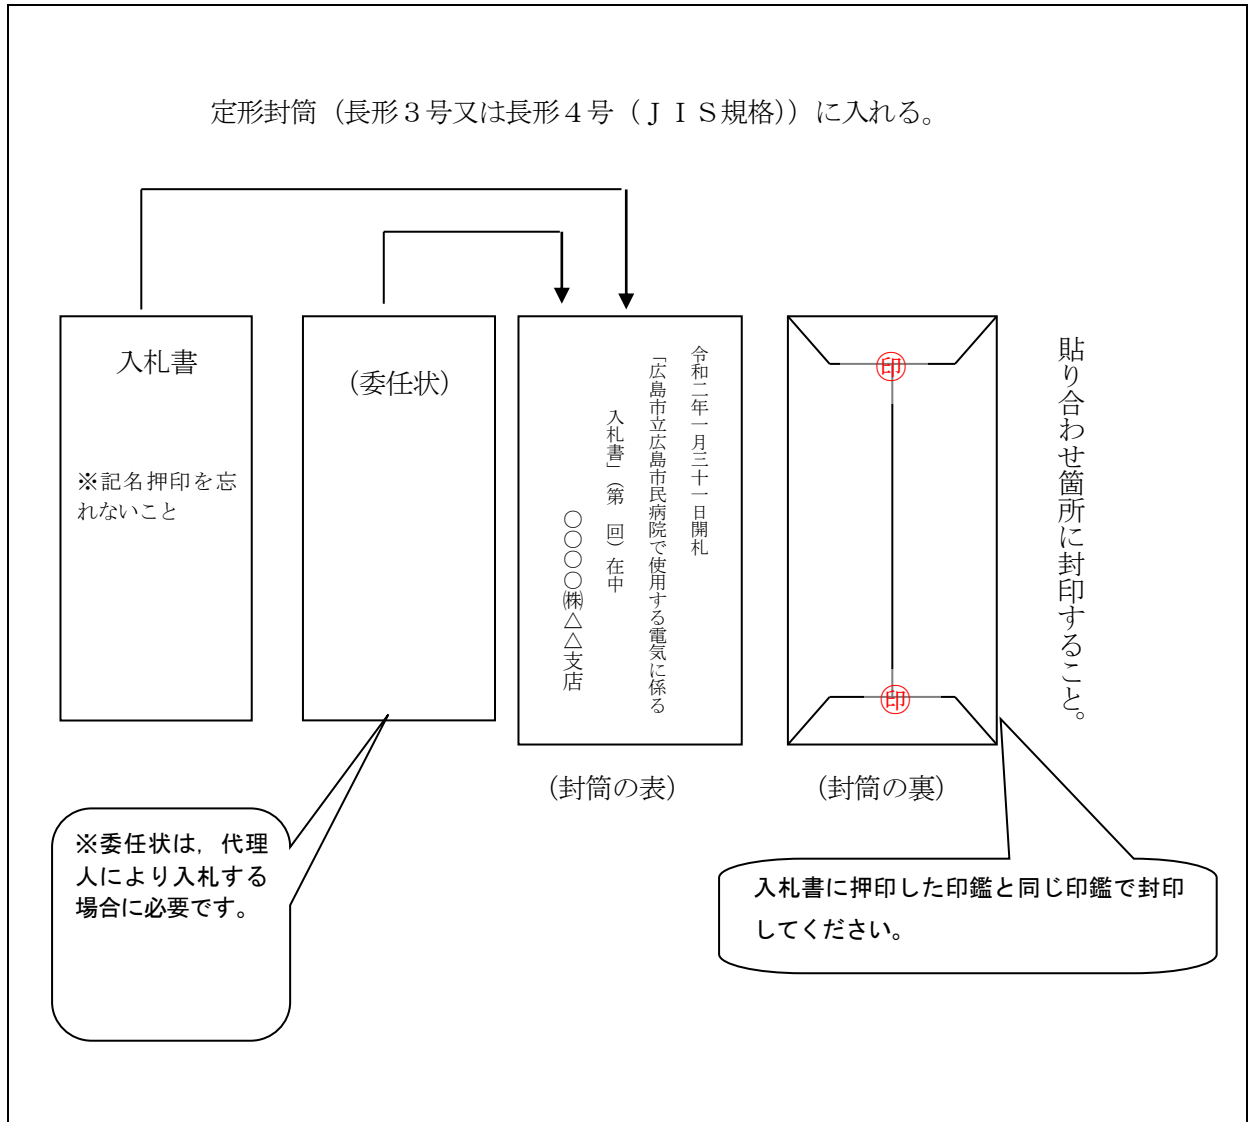 定形封筒（長形３号又は長形４号（ＪＩＳ規格））に入れる。
入札書
※記名押印を忘
れないこと
（委任状）
令和二年一月三十一日開札
「広島市立広島市民病院で使用する電気に係る
入札書」（第　回）在中
〇〇〇〇㈱△△支店
印
印
貼り合わせ箇所に封印すること。
（封筒の表）
（封筒の裏）
※委任状は，代理
人により入札する
場合に必要です。
入札書に押印した印鑑と同じ印鑑で封印
してください。